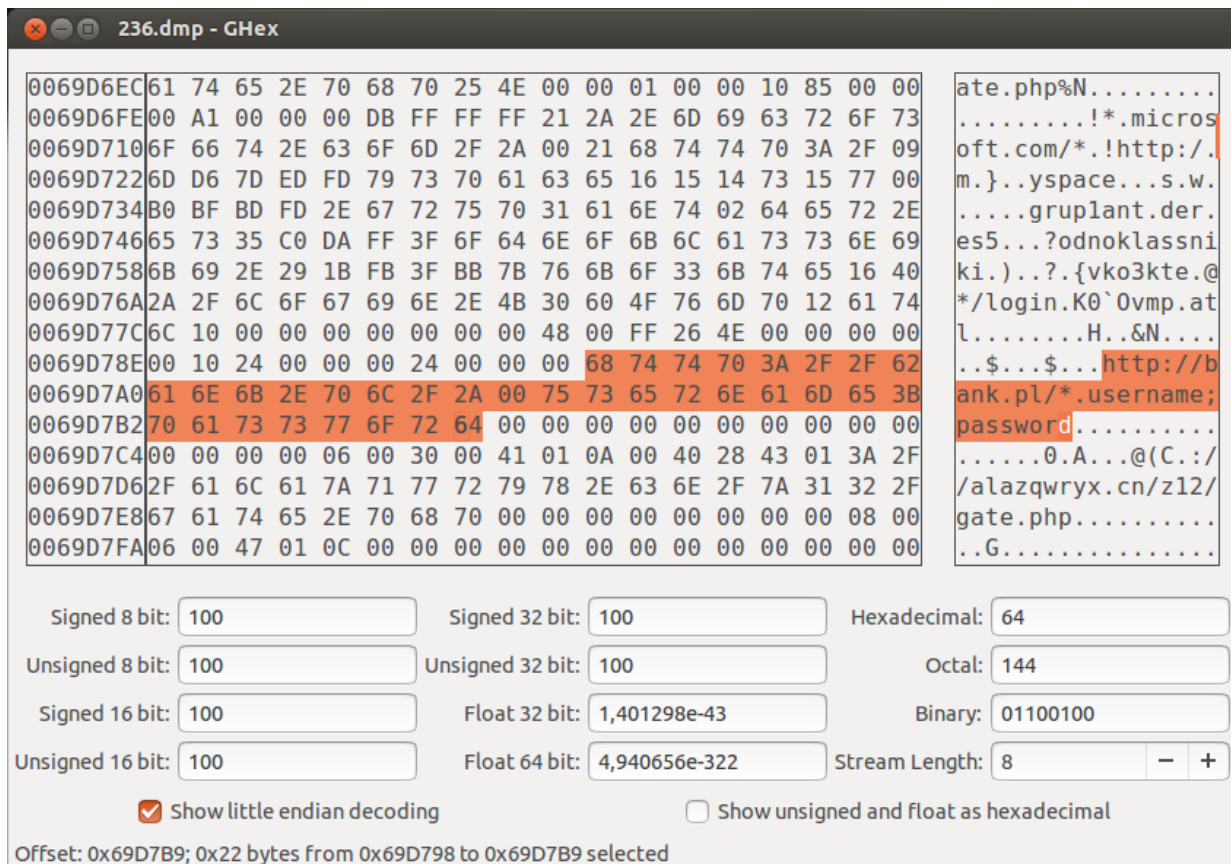 236.dmp - GHex
0069D6EC 61 74 65 2E 70 68 70 25 4E 00 00 01 00 00 10 85 00 00 ate.php%N.........
0069D6FE 00 A1 00 00 00 DB FF FF FF 21 2A 2E 6D 69 63 72 6F 73 .........!*.micros
0069D710 6F 66 74 2E 63 6F 6D 2F 2A 00 21 68 74 74 70 3A 2F 09 oft.com/*.!http:/.
0069D722 6D D6 7D ED FD 79 73 70 61 63 65 16 15 14 73 15 77 00 m.}..yspace...s.w.
0069D734 B0 BF BD FD 2E 67 72 75 70 31 61 6E 74 02 64 65 72 2E .....grup1ant.der.
0069D746 65 73 35 C0 DA FF 3F 6F 64 6E 6F 6B 6C 61 73 73 6E 69 es5...?odnoklassni
0069D758 6B 69 2E 29 1B FB 3F BB 7B 76 6B 6F 33 6B 74 65 16 40 ki.)..?.{vko3kte.@
0069D76A 2A 2F 6C 6F 67 69 6E 2E 4B 30 60 4F 76 6D 70 12 61 74 */login.K0`Ovmp.at
0069D77C 6C 10 00 00 00 00 00 00 00 48 00 FF 26 4E 00 00 00 00 l........H..&N....
0069D78E 00 10 24 00 00 00 24 00 00 00 68 74 74 70 3A 2F 2F 62 ..$...$...http://b
0069D7A0 61 6E 6B 2E 70 6C 2F 2A 00 75 73 65 72 6E 61 6D 65 3B ank.pl/*.username;
0069D7B2 70 61 73 73 77 6F 72 64 00 00 00 00 00 00 00 00 00 00 password..........
0069D7C4 00 00 00 00 06 00 30 00 41 01 0A 00 40 28 43 01 3A 2F ......0.A...@(C.:/
0069D7D6 2F 61 6C 61 7A 71 77 72 79 78 2E 63 6E 2F 7A 31 32 2F /alazqwryx.cn/z12/
0069D7E8 67 61 74 65 2E 70 68 70 00 00 00 00 00 00 00 00 08 00 gate.php..........
0069D7FA 06 00 47 01 0C 00 00 00 00 00 00 00 00 00 00 00 00 00 ..G...............
Signed 8 bit: 100 Signed 32 bit: 100 Hexadecimal: 64
Unsigned 8 bit: 100 Unsigned 32 bit: 100 Octal: 144
Signed 16 bit: 100 Float 32 bit: 1,401298e-43 Binary: 01100100
Unsigned 16 bit: 100 Float 64 bit: 4,940656e-322 Stream Length: 8 − +
Show little endian decoding Show unsigned and float as hexadecimal
Offset: 0x69D7B9; 0x22 bytes from 0x69D798 to 0x69D7B9 selected